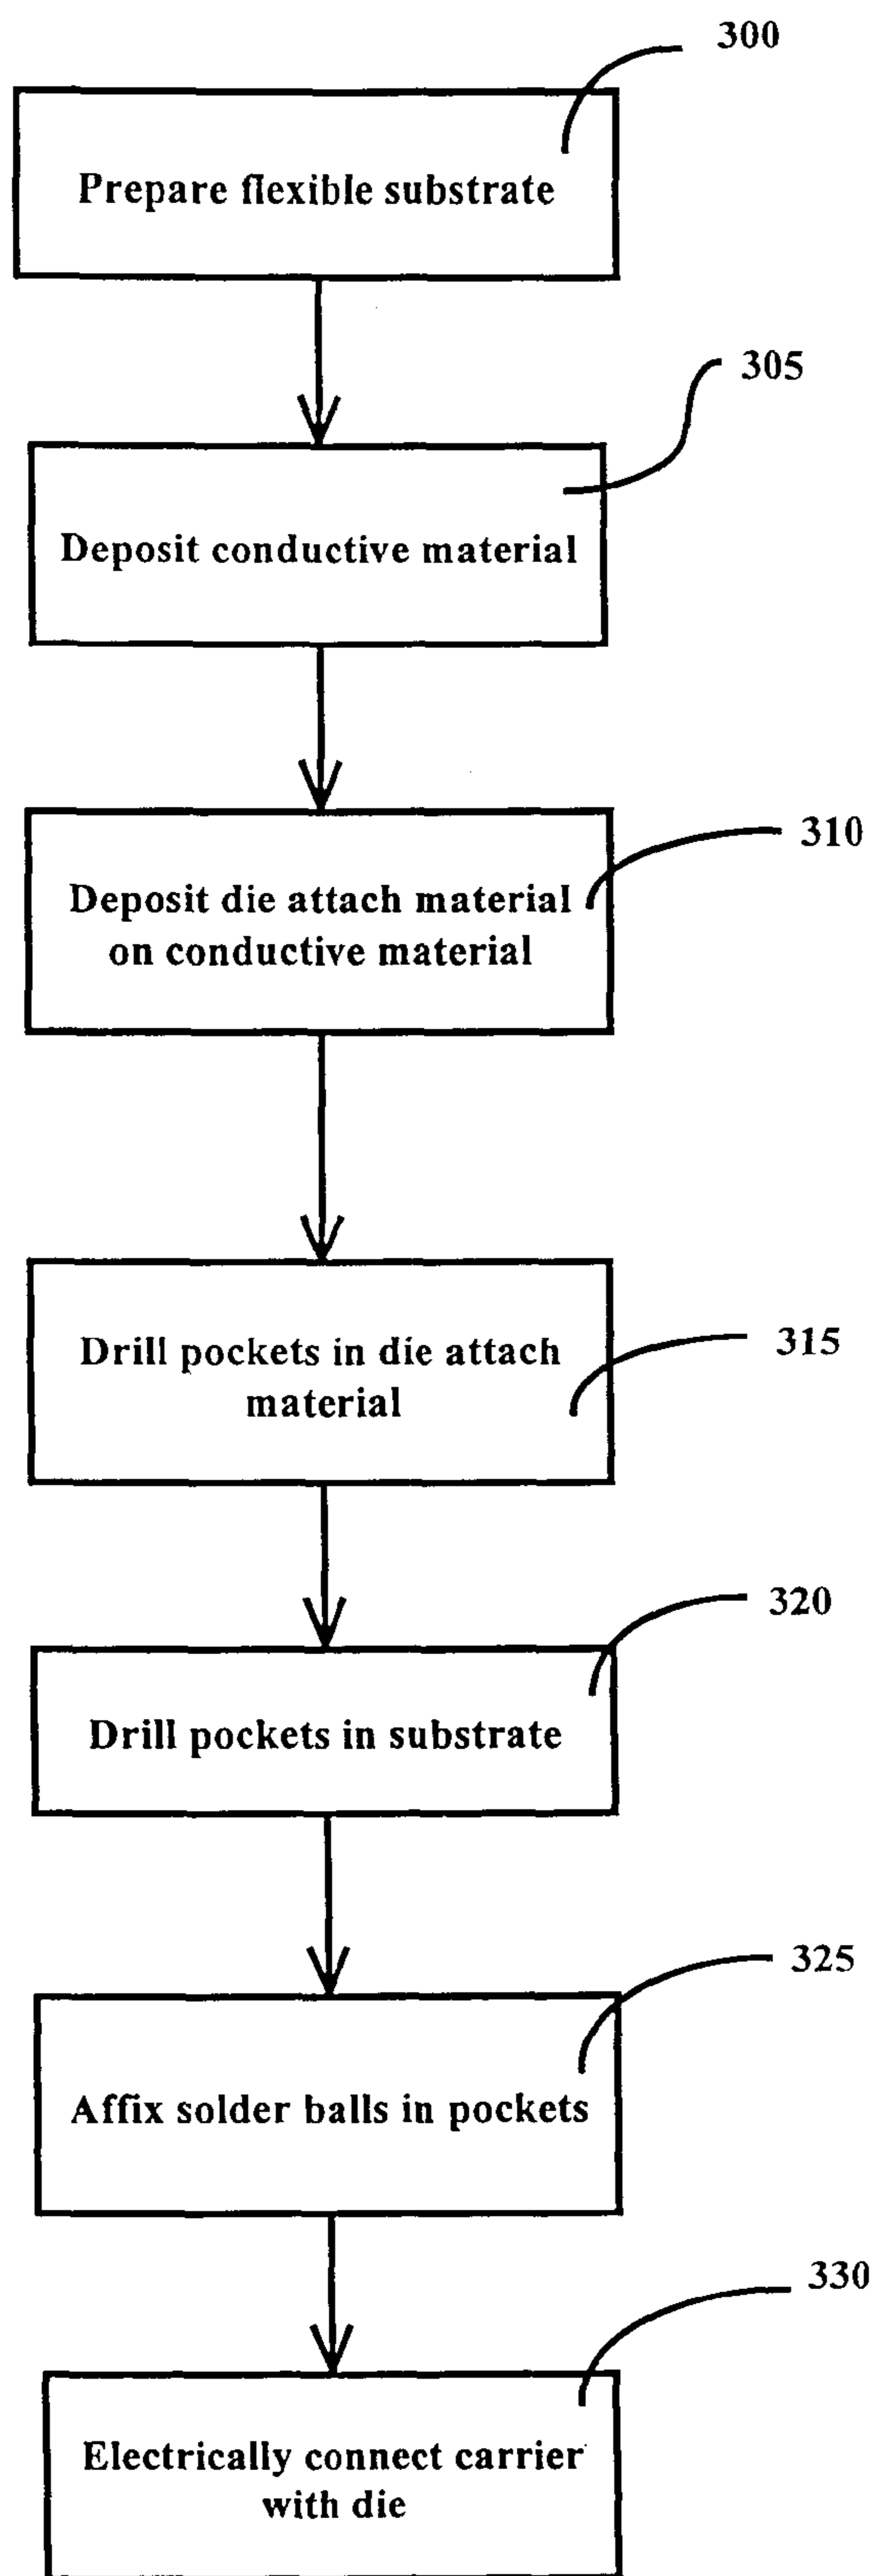 300
Prepare flexible substrate
305
Deposit conductive material
310
Deposit die attach material
on conductive material
315
Drill pockets in die attach
material
320
Drill pockets in substrate
325
Affix solder balls in pockets
330
Electrically connect carrier
with die